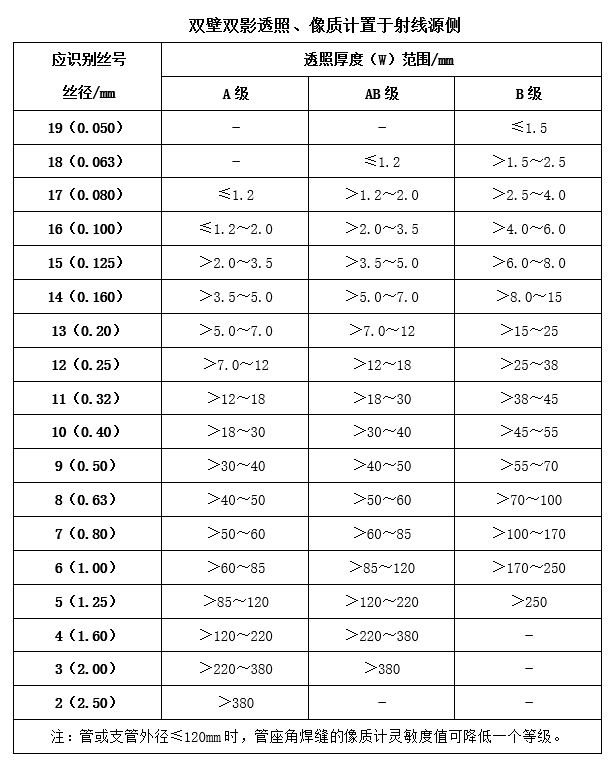 双壁双影透照、像质计置于射线源侧
应识别丝号 透照厚度（W）范围/mm
丝径/mm A 级 AB 级 B 级
19（0.050） - - ≤1.5
18（0.063） - ≤1.2 ＞1.5～2.5
17（0.080） ≤1.2 ＞1.2～2.0 ＞2.5～4.0
16（0.100） ≤1.2～2.0 ＞2.0～3.5 ＞4.0～6.0
15（0.125） ＞2.0～3.5 ＞3.5～5.0 ＞6.0～8.0
14（0.160） ＞3.5～5.0 ＞5.0～7.0 ＞8.0～15
13（0.20） ＞5.0～7.0 ＞7.0～12 ＞15～25
12（0.25） ＞7.0～12 ＞12～18 ＞25～38
11（0.32） ＞12～18 ＞18～30 ＞38～45
10（0.40） ＞18～30 ＞30～40 ＞45～55
9（0.50） ＞30～40 ＞40～50 ＞55～70
8（0.63） ＞40～50 ＞50～60 ＞70～100
7（0.80） ＞50～60 ＞60～85 ＞100～170
6（1.00） ＞60～85 ＞85～120 ＞170～250
5（1.25） ＞85～120 ＞120～220 ＞250
4（1.60） ＞120～220 ＞220～380 -
3（2.00） ＞220～380 ＞380 -
2（2.50） ＞380 - -
注：管或支管外径≤120mm时，管座角焊缝的像质计灵敏度值可降低一个等级。